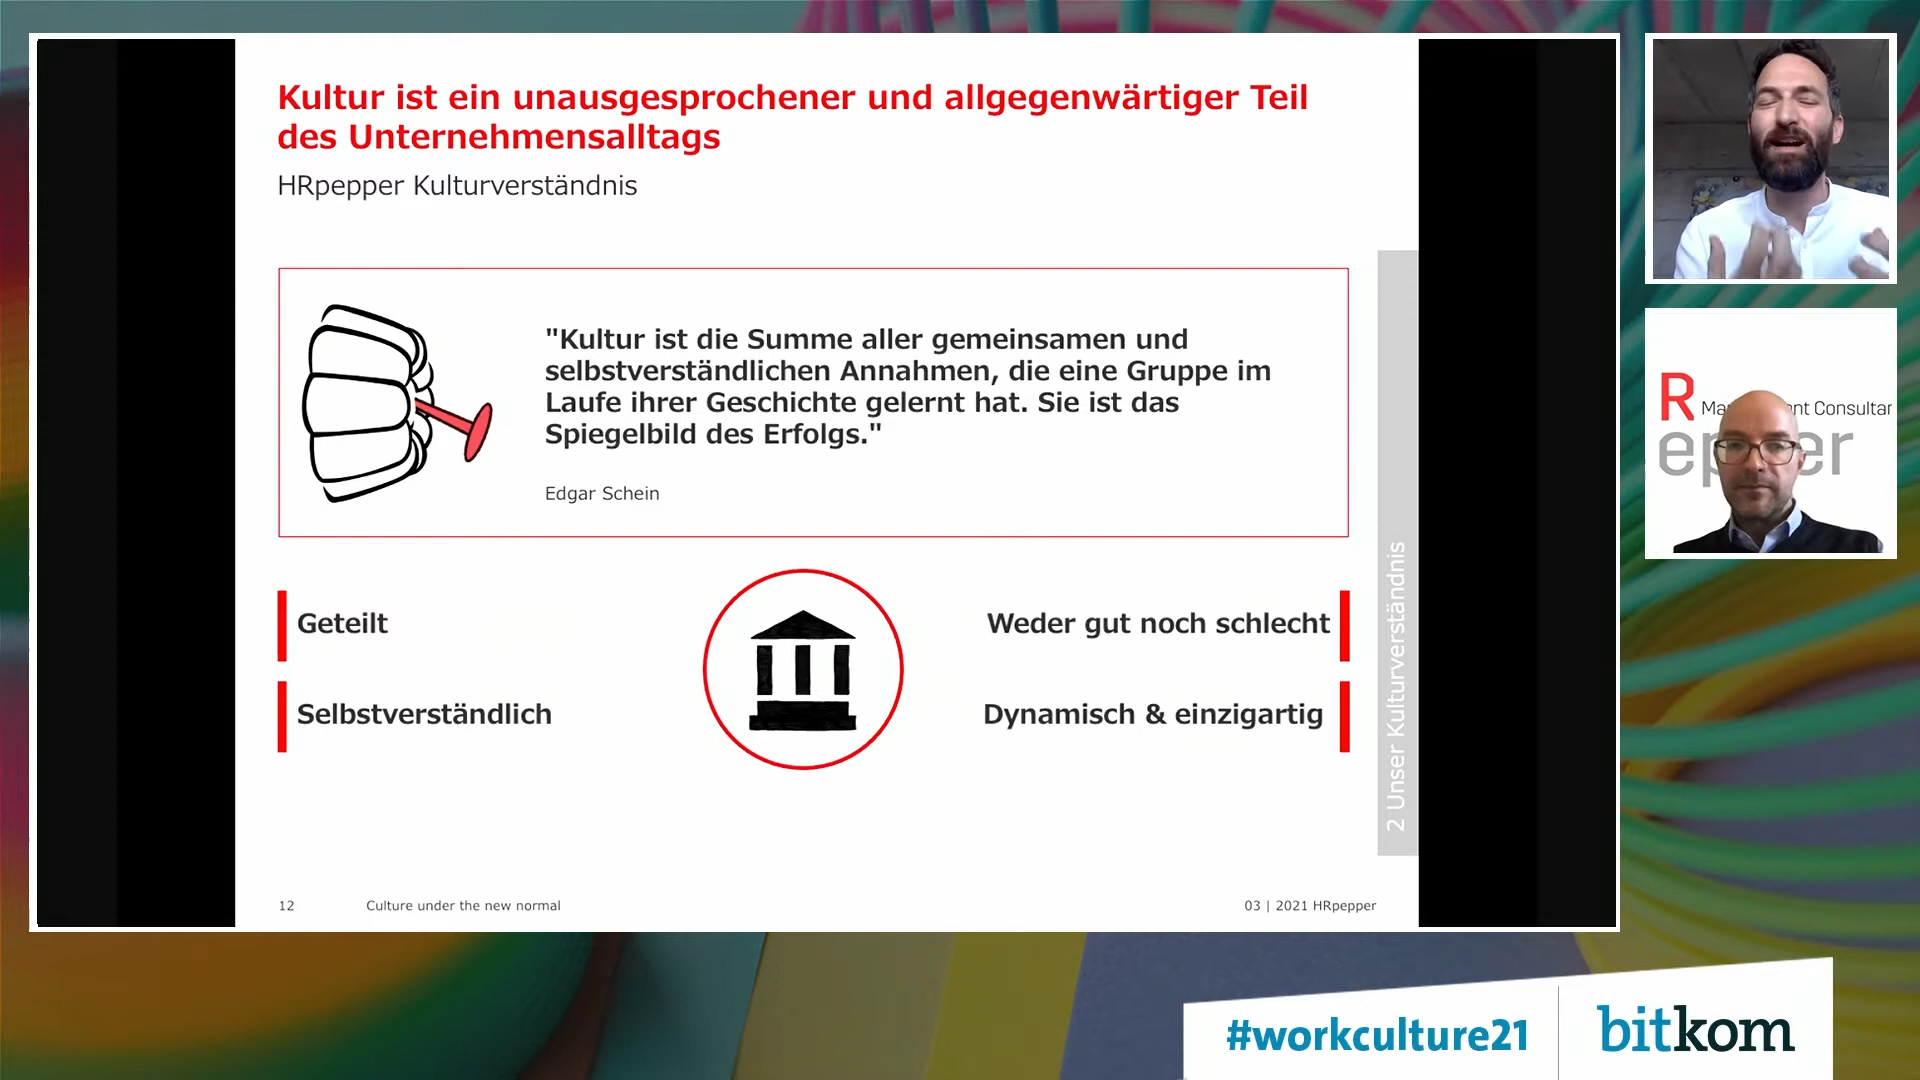 Kultur ist ein unausgesprochener und allgegenwärtiger Teil
des Unternehmensalltags
HRpepper Kulturverständnis
"Kultur ist die Summe aller gemeinsamen und
selbstverständlichen Annahmen, die eine Gruppe im
Laufe ihrer Geschichte gelernt hat. Sie ist das
Spiegelbild des Erfolgs."
Edgar Schein
Geteilt
Selbstverständlich
Weder gut noch schlecht
Dynamisch & einzigartig
2 Unser Kulturverständnis
12
Culture under the new normal
03 | 2021 HRpepper
R
#workculture21
bitkom